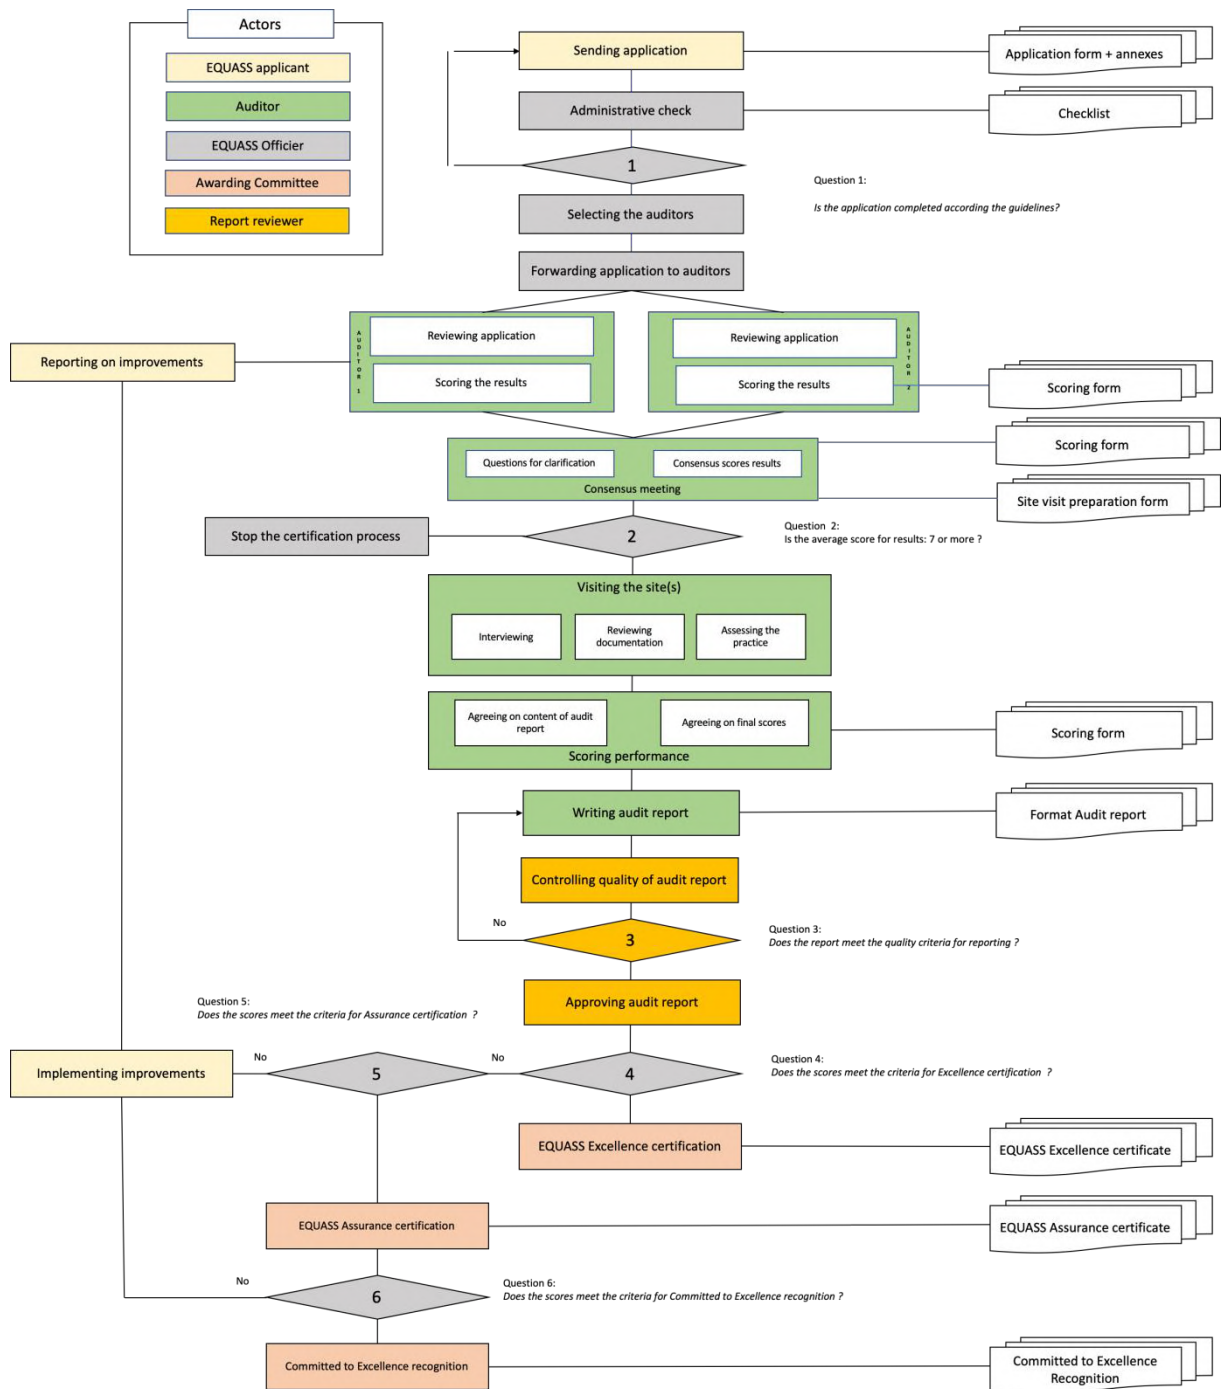 Actors
EQUASS applicant
Auditor
EQUASS Officier
Awarding Committee
Report reviewer
Sending application
Application form + annexes
Administrative check
Checklist
1
Question 1:
Is the application completed according the guidelines?
Selecting the auditors
Forwarding application to auditors
AUDITOR 1
Reviewing application
Scoring the results
Reviewing application
Scoring the results
AUDITOR 2
Reporting on improvements
Scoring form
Questions for clarification
Consensus scores results
Consensus meeting
Scoring form
Site visit preparation form
Stop the certification process
2
Question 2:
Is the average score for results: 7 or more ?
Visiting the site(s)
Interviewing
Reviewing
documentation
Assessing the
practice
Agreeing on content of audit
report
Agreeing on final scores
Scoring performance
Scoring form
Writing audit report
Format Audit report
Controlling quality of audit report
No
3
Question 3:
Does the report meet the quality criteria for reporting ?
Approving audit report
Question 5:
Does the scores meet the criteria for Assurance certification ?
Implementing improvements
No
5
No
4
Question 4:
Does the scores meet the criteria for Excellence certification ?
EQUASS Excellence certification
EQUASS Excellence certificate
EQUASS Assurance certification
EQUASS Assurance certificate
No
6
Question 6:
Does the scores meet the criteria for Committed to Excellence recognition ?
Committed to Excellence recognition
Committed to Excellence
Recognition